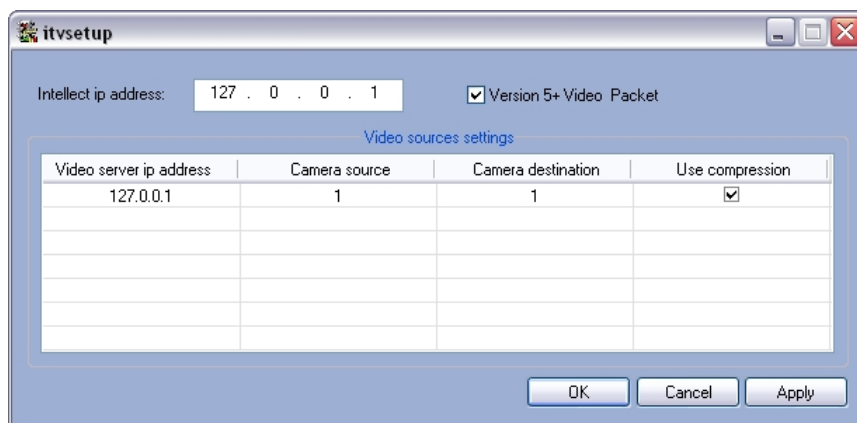 itvsetup
Intellect ip address: 127 . 0 . 0 . 1 Version 5+ Video Packet
Video sources settings
Video server ip address Camera source Camera destination Use compression
127.0.0.1 1 1
OK Cancel Apply